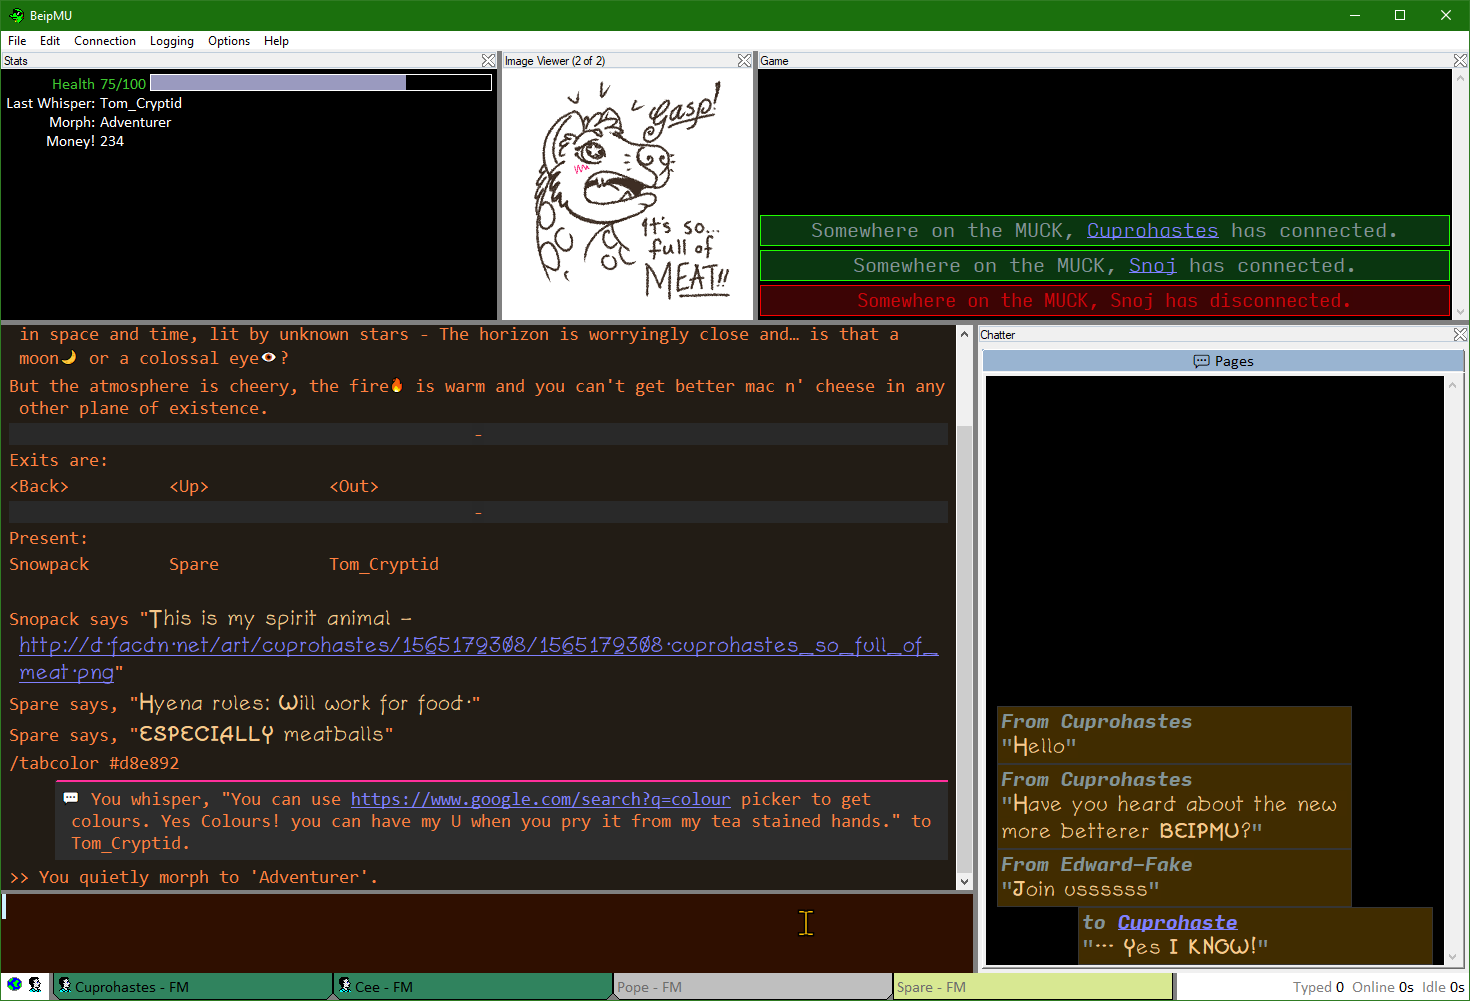 BeipMU
File Edit Connection Logging Options Help
Stats
Health 75/100
Last Whisper: Tom_Cryptid
Morph: Adventurer
Money! 234
Image Viewer (2 of 2)
Gasp!
It's so...
full of
MEAT!!
Game
Somewhere on the MUCK, Cuprohastes has connected.
Somewhere on the MUCK, Snoj has connected.
Somewhere on the MUCK, Snoj has disconnected.
in space and time, lit by unknown stars - The horizon is worryingly close and… is that a
moon🌙 or a colossal eye👁?
But the atmosphere is cheery, the fire🔥 is warm and you can't get better mac n' cheese in any
other plane of existence.
-
Exits are:
<Back> <Up> <Out>
-
Present:
Snowpack Spare Tom_Cryptid
Snopack says "This is my spirit animal -
http://d.facdn.net/art/cuprohastes/1565179308/1565179308.cuprohastes_so_full_of_
meat.png"
Spare says, "Hyena rules: Will work for food."
Spare says, "ESPECIALLY meatballs"
/tabcolor #d8e892
💬 You whisper, "You can use https://www.google.com/search?q=colour picker to get
colours. Yes Colours! you can have my U when you pry it from my tea stained hands." to
Tom_Cryptid.
>> You quietly morph to 'Adventurer'.
Chatter
💬 Pages
From Cuprohastes
"Hello"
From Cuprohastes
"Have you heard about the new
more betterer BEIPMU?"
From Edward-Fake
"Join ussssss"
to Cuprohaste
"… Yes I KNOW!"
Cuprohastes - FM
Cee - FM
Pope - FM
Spare - FM
Typed 0 Online 0s Idle 0s